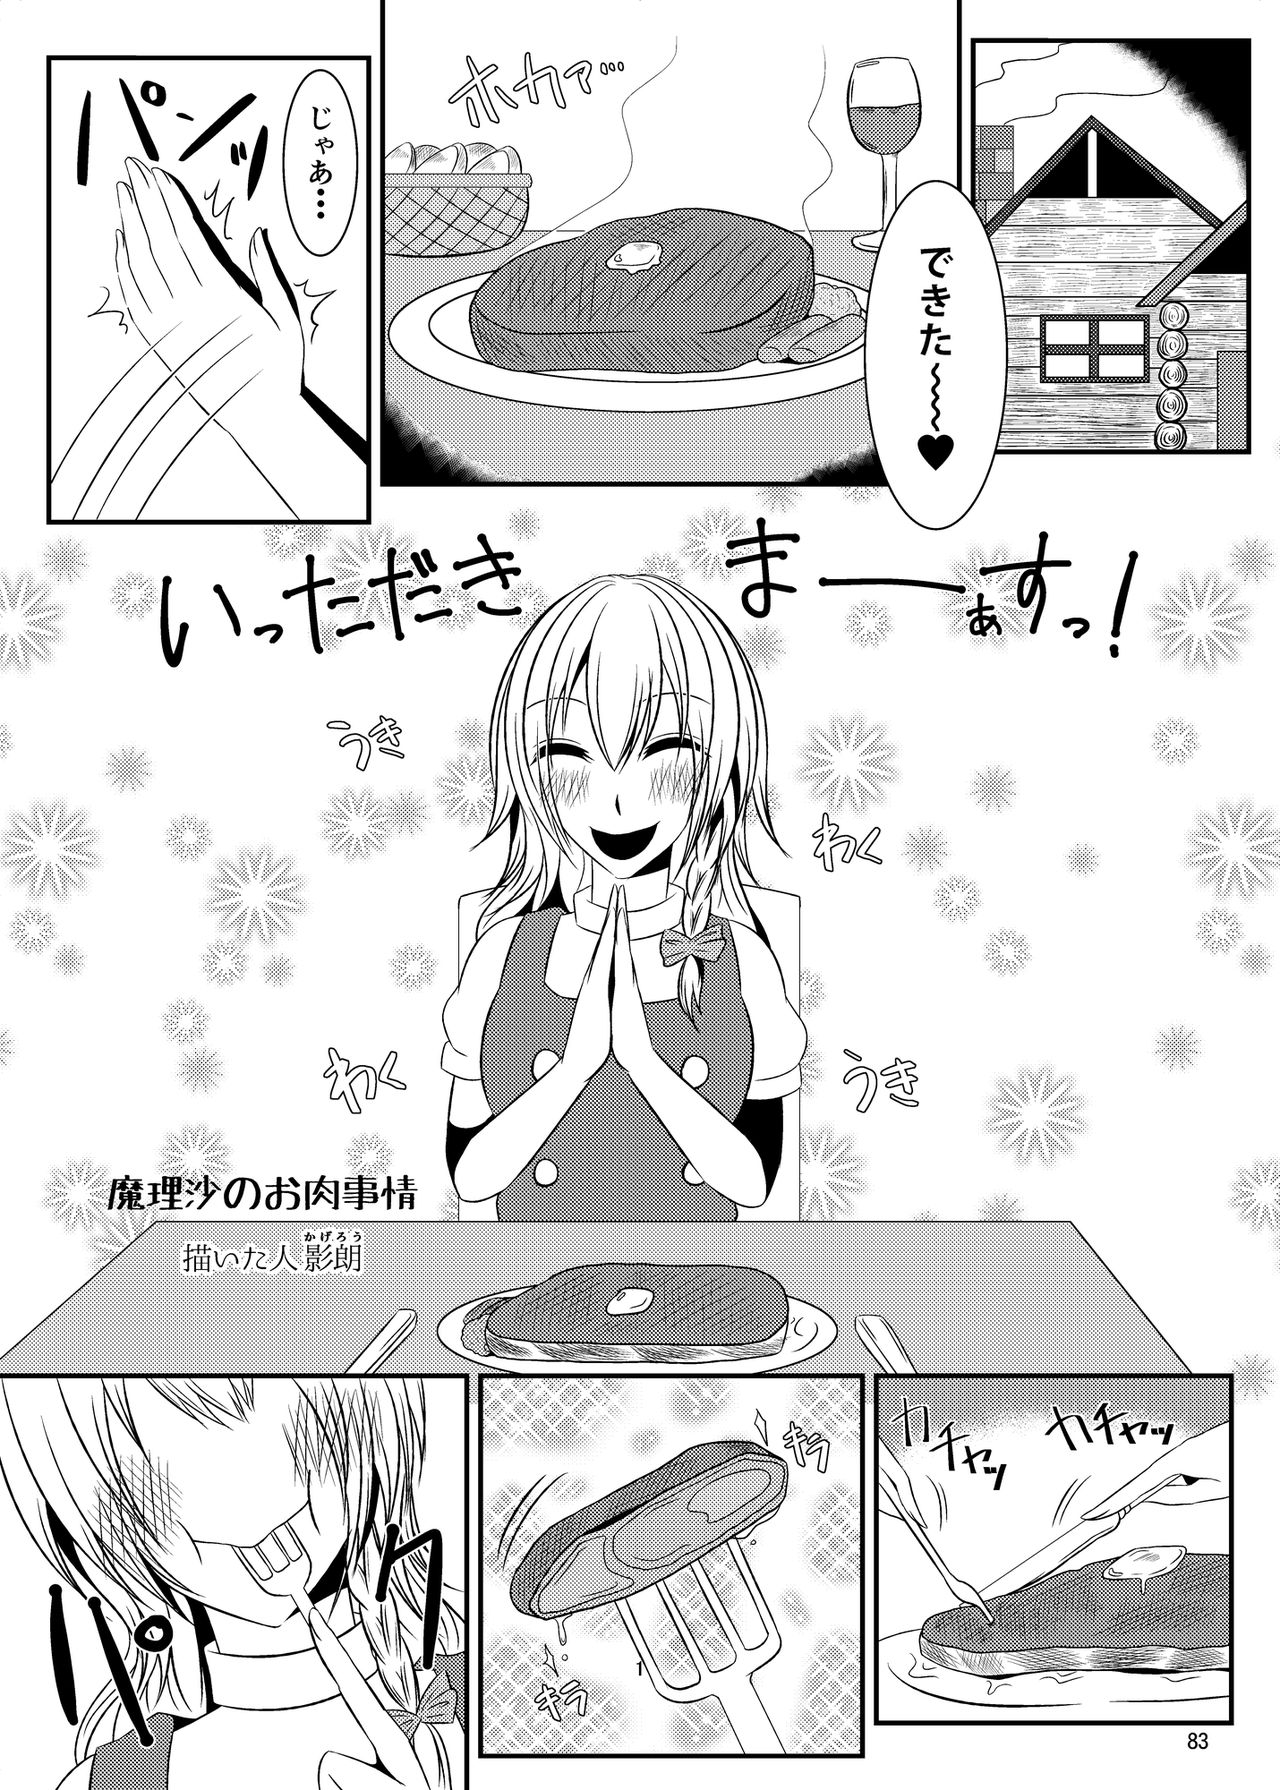 できた～～～♥
ホカァ…
じゃあ…
パンッ
いっただきまーーぁすっ！
うき
わく
わく
うき
魔理沙のお肉事情
かげろう
描いた人 影朗
カチャッ
カチャッ
キラ
キラ
1
パクッ
83